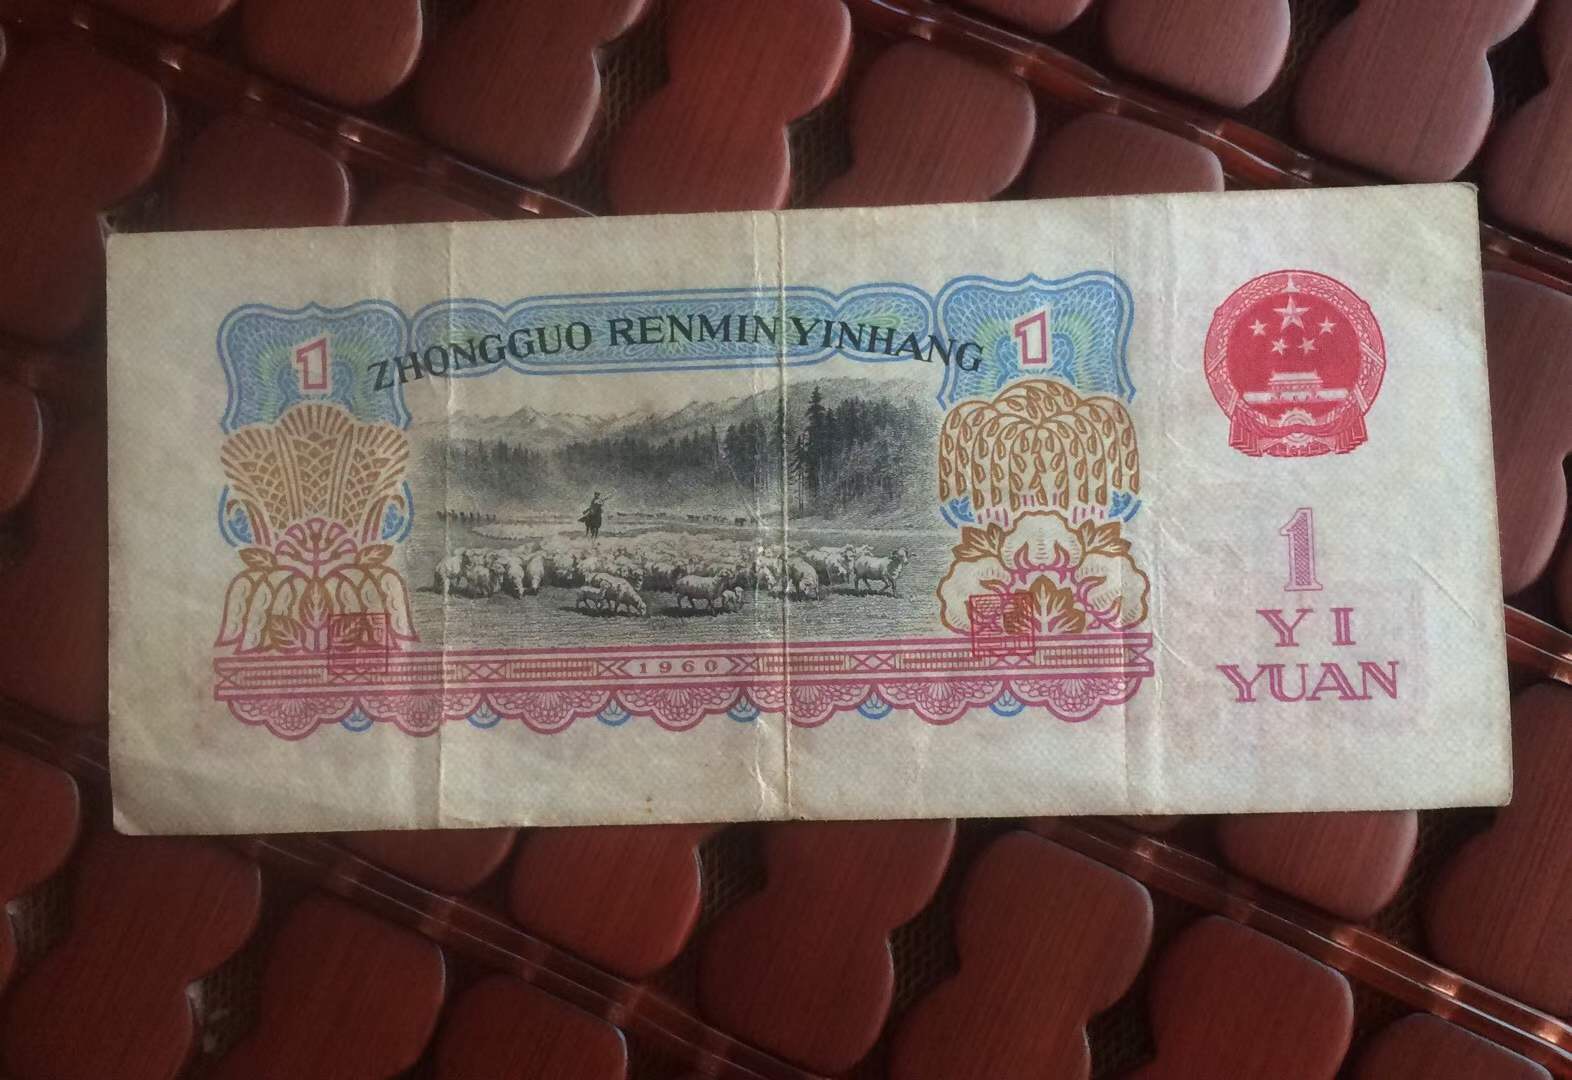 1
ZHONGGUO RENMIN YINHANG
1
1
YI
YUAN
1960